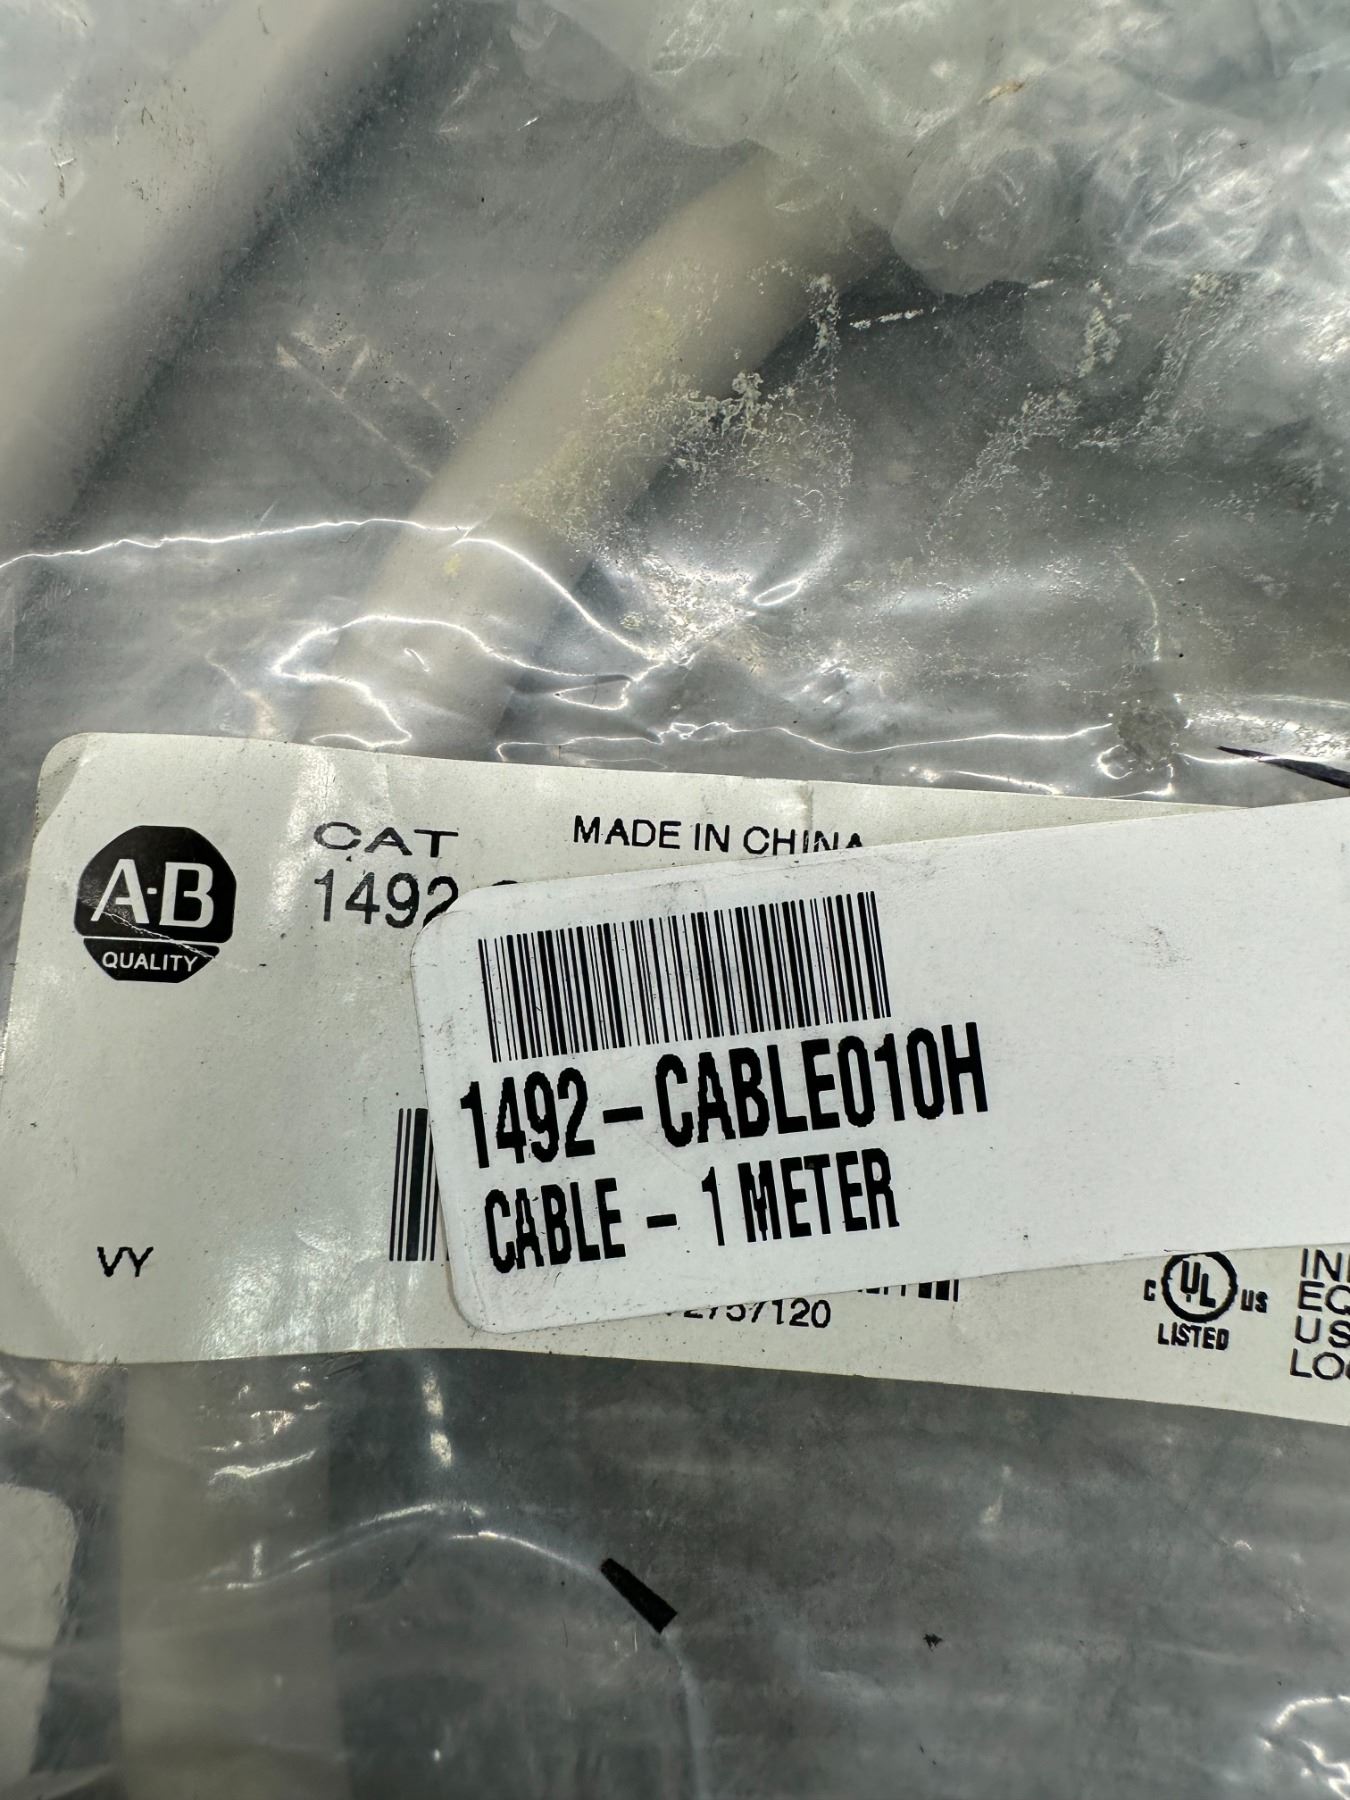 A-B
QUALITY
CAT
MADE IN CHINA
1492
1492-CABLE010H
CABLE - 1 METER
VY
2757120
C UL US
LISTED